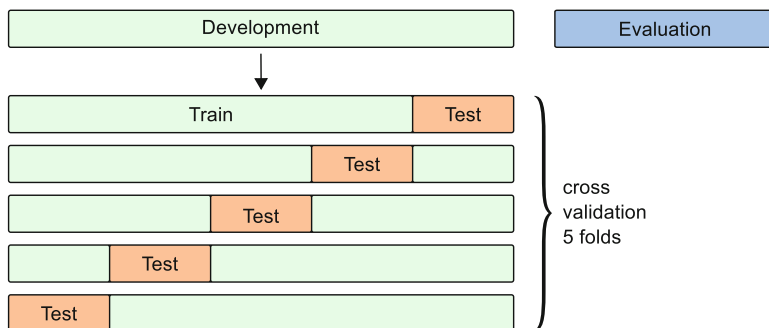 Development
Evaluation
Train
Test
Test
Test
Test
Test
cross
validation
5 folds